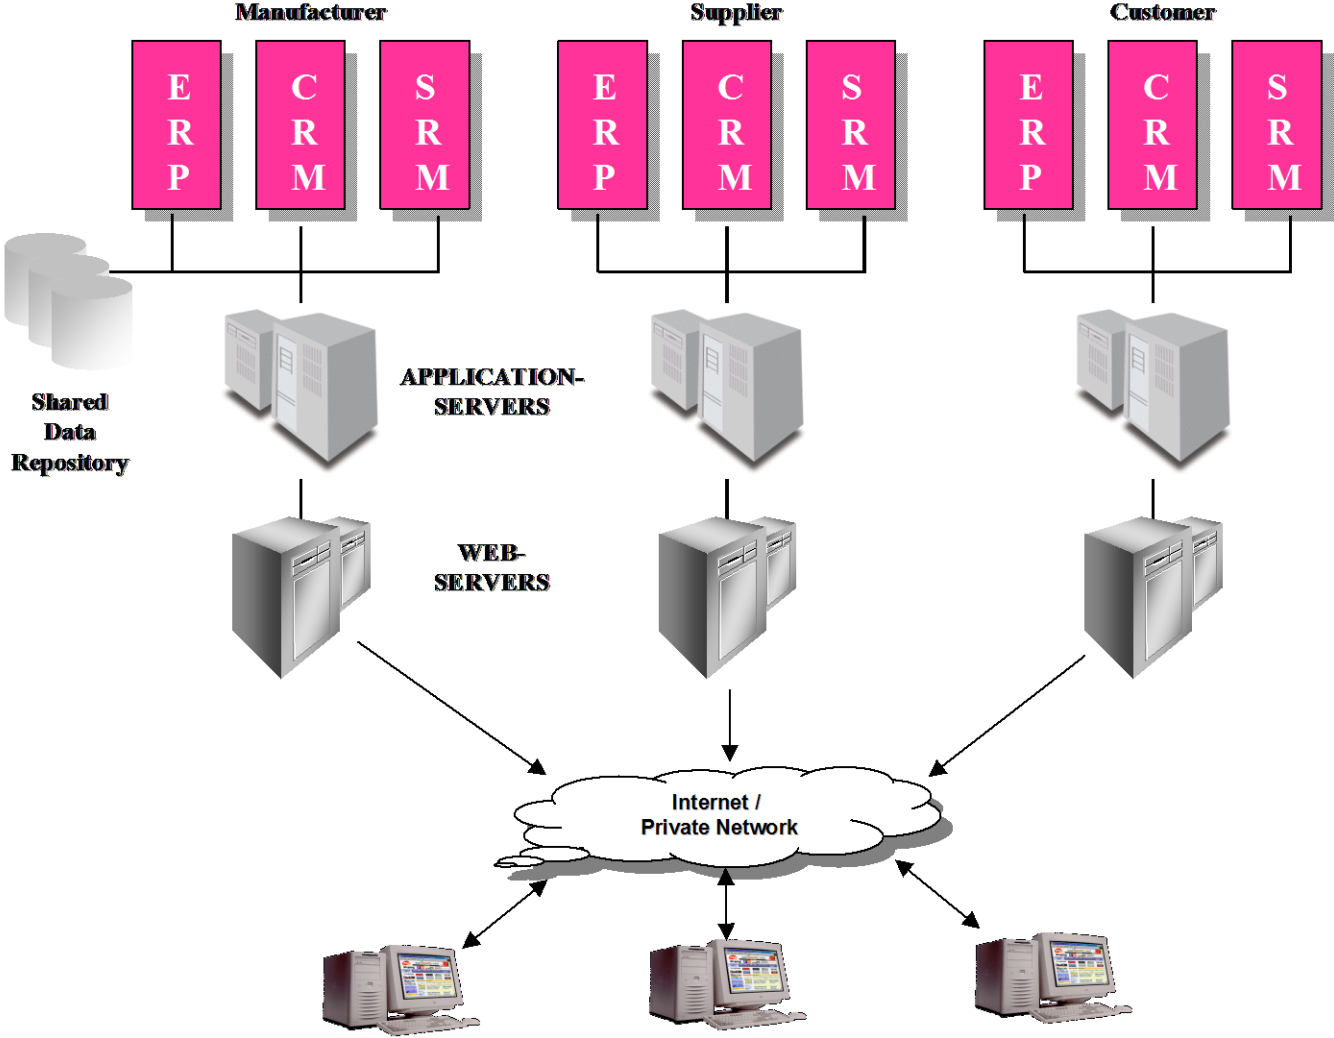 Manufacturer
Supplier
Customer
E
R
P
C
R
M
S
R
M
E
R
P
C
R
M
S
R
M
E
R
P
C
R
M
S
R
M
Shared
Data
Repository
APPLICATION-
SERVERS
WEB-
SERVERS
Internet /
Private Network